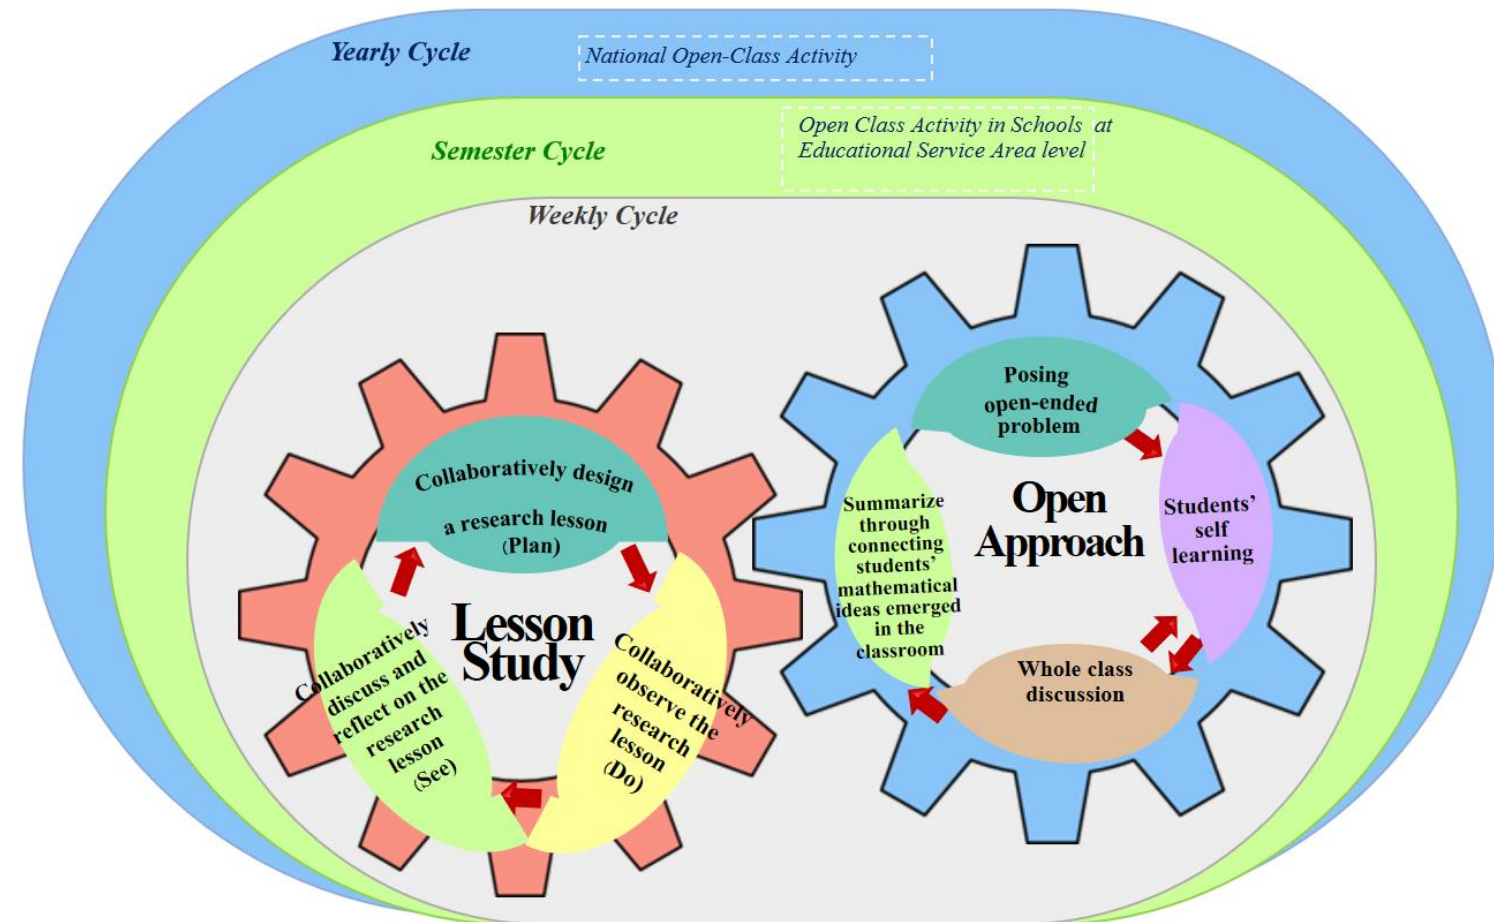 Yearly Cycle
National Open-Class Activity
Semester Cycle
Open Class Activity in Schools at
Educational Service Area level
Weekly Cycle
Collaboratively design
a research lesson
(Plan)
Lesson
Study
Collaboratively
observe the
research
lesson
(Do)
Collaboratively
discuss and
reflect on the
research
lesson
(See)
Posing
open-ended
problem
Open
Approach
Students’
self
learning
Whole class
discussion
Summarize
through
connecting
students’
mathematical
ideas emerged
in the
classroom